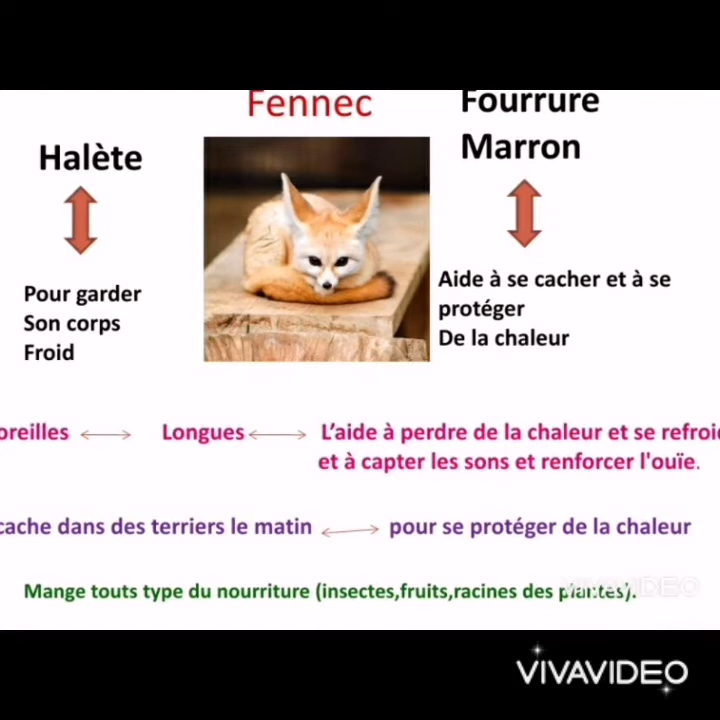 Fennec
Fourrure
Marron
Halète
Pour garder
Son corps
Froid
Aide à se cacher et à se
protéger
De la chaleur
oreilles
Longues
L'aide à perdre de la chaleur et se refroi
et à capter les sons et renforcer l'ouïe.
cache dans des terriers le matin
pour se protéger de la chaleur
Mange touts type du nourriture (insectes,fruits,racines des plantes).
VIVAVIDEO
VIVAVIDEO